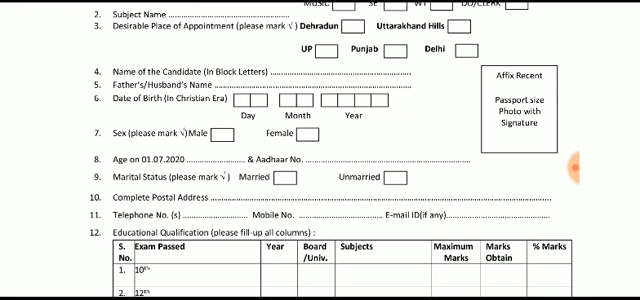 MUSIC SE WT DO/CLERK
2. Subject Name ……………………………………
3. Desirable Place of Appointment (please mark √ ) Dehradun Uttarakhand Hills
UP Punjab Delhi
4. Name of the Candidate (In Block Letters) ……………………………………………
5. Father's/Husband's Name ……………………………………………………………
6. Date of Birth (In Christian Era)
Day Month Year
Affix Recent
Passport size
Photo with
Signature
7. Sex (please mark √)Male Female
8. Age on 01.07.2020 ………………… & Aadhaar No. ……………………………………………………
9. Marital Status (please mark √ ) Married Unmarried
10. Complete Postal Address ……………………………………………………………………………………………………
11. Telephone No. (s) …………………… Mobile No. ………………………… E-mail ID(if any)………………………………
12. Educational Qualification (please fill-up all columns) :
S. No. Exam Passed Year Board /Univ. Subjects Maximum Marks Marks Obtain % Marks
1. 10th
2. 12th